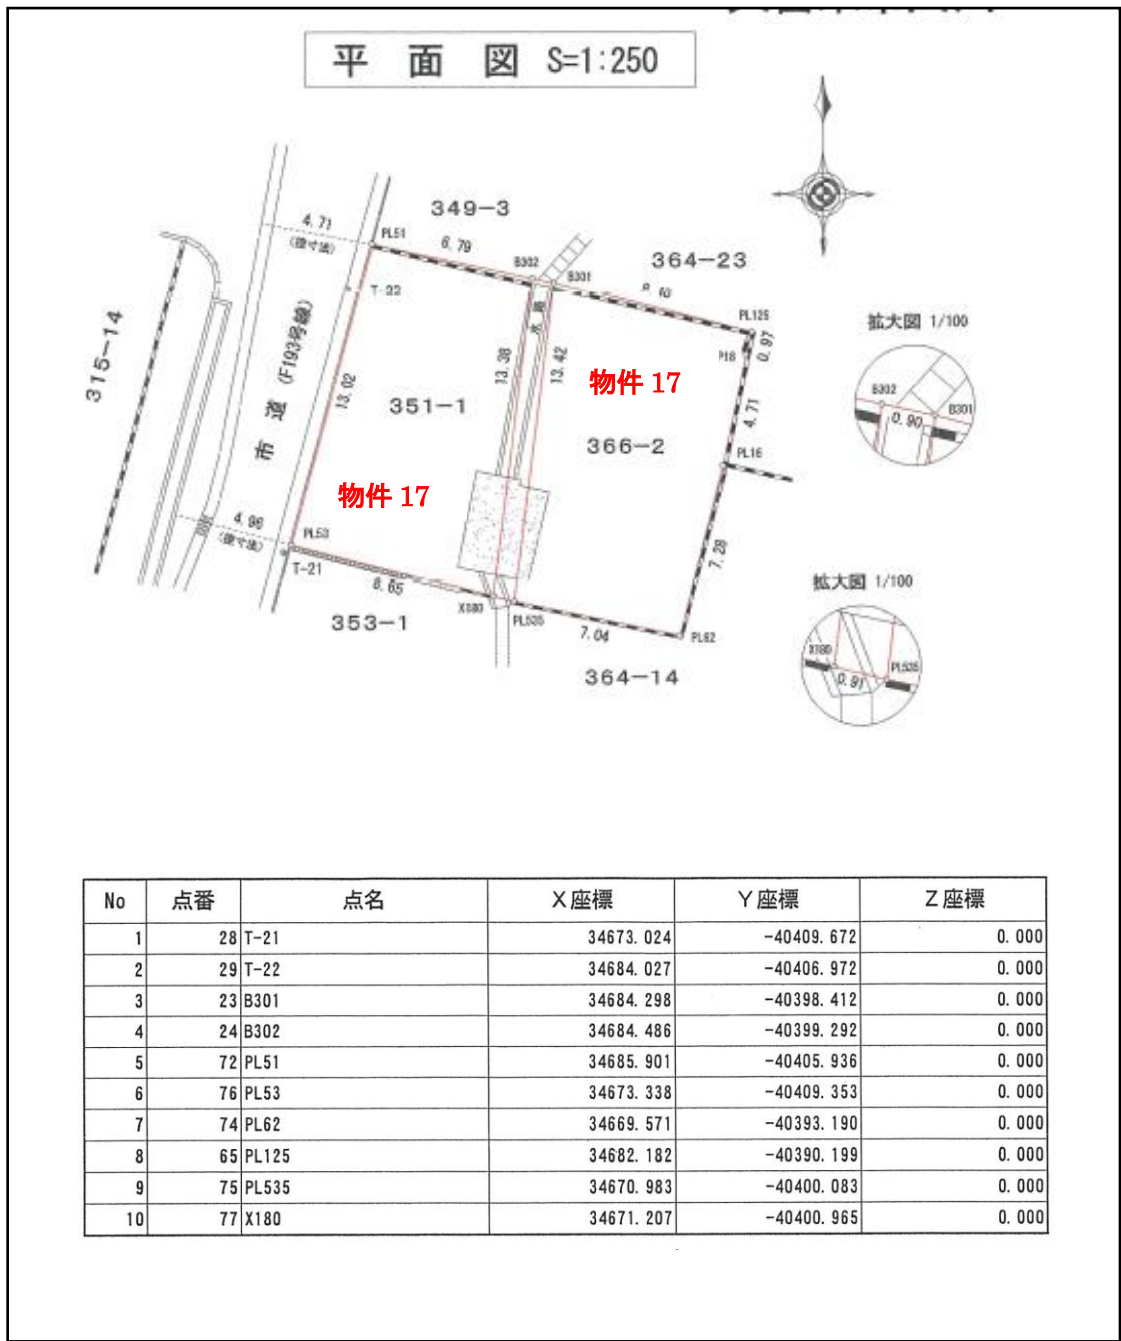 平 面 図 S=1:250
349-3
4.71
PL51
6.79
B302
B301
364-23
PL125
0.97
P18
T-22
315-14
市 道 (F193号線)
13.02
351-1
13.38
水 路
13.42
物件 17
366-2
4.71
PL16
物件 17
4.96
PL53
T-21
8.65
353-1
X180
PL535
7.04
7.28
PL62
364-14
拡大図 1/100
B302
0.90
B301
拡大図 1/100
X180
0.91
PL535
No 点番 点名 X座標 Y座標 Z座標
1 28 T-21 34673.024 -40409.672 0.000
2 29 T-22 34684.027 -40406.972 0.000
3 23 B301 34684.298 -40398.412 0.000
4 24 B302 34684.486 -40399.292 0.000
5 72 PL51 34685.901 -40405.936 0.000
6 76 PL53 34673.338 -40409.353 0.000
7 74 PL62 34669.571 -40393.190 0.000
8 65 PL125 34682.182 -40390.199 0.000
9 75 PL535 34670.983 -40400.083 0.000
10 77 X180 34671.207 -40400.965 0.000